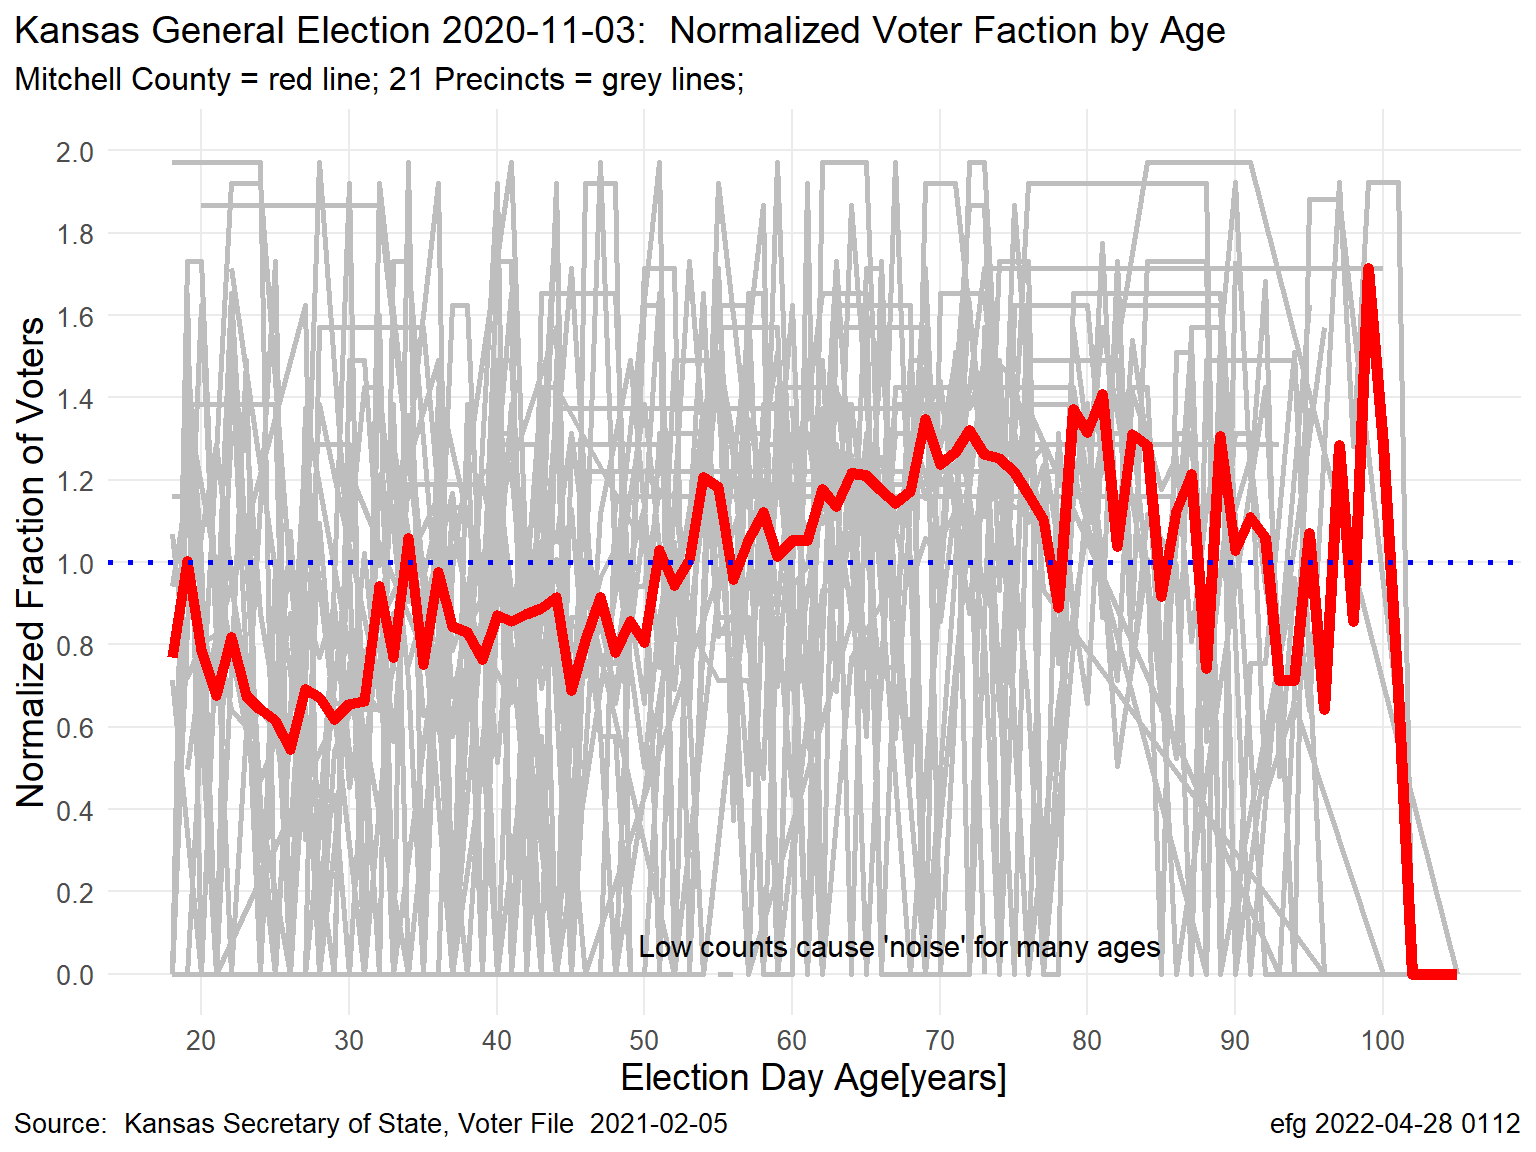 Kansas General Election 2020-11-03:  Normalized Voter Faction by Age
Mitchell County = red line; 21 Precincts = grey lines;
Normalized Fraction of Voters
2.0
1.8
1.6
1.4
1.2
1.0
0.8
0.6
0.4
0.2
0.0
Low counts cause 'noise' for many ages
20 30 40 50 60 70 80 90 100
Election Day Age[years]
Source:  Kansas Secretary of State, Voter File  2021-02-05
efg 2022-04-28 0112